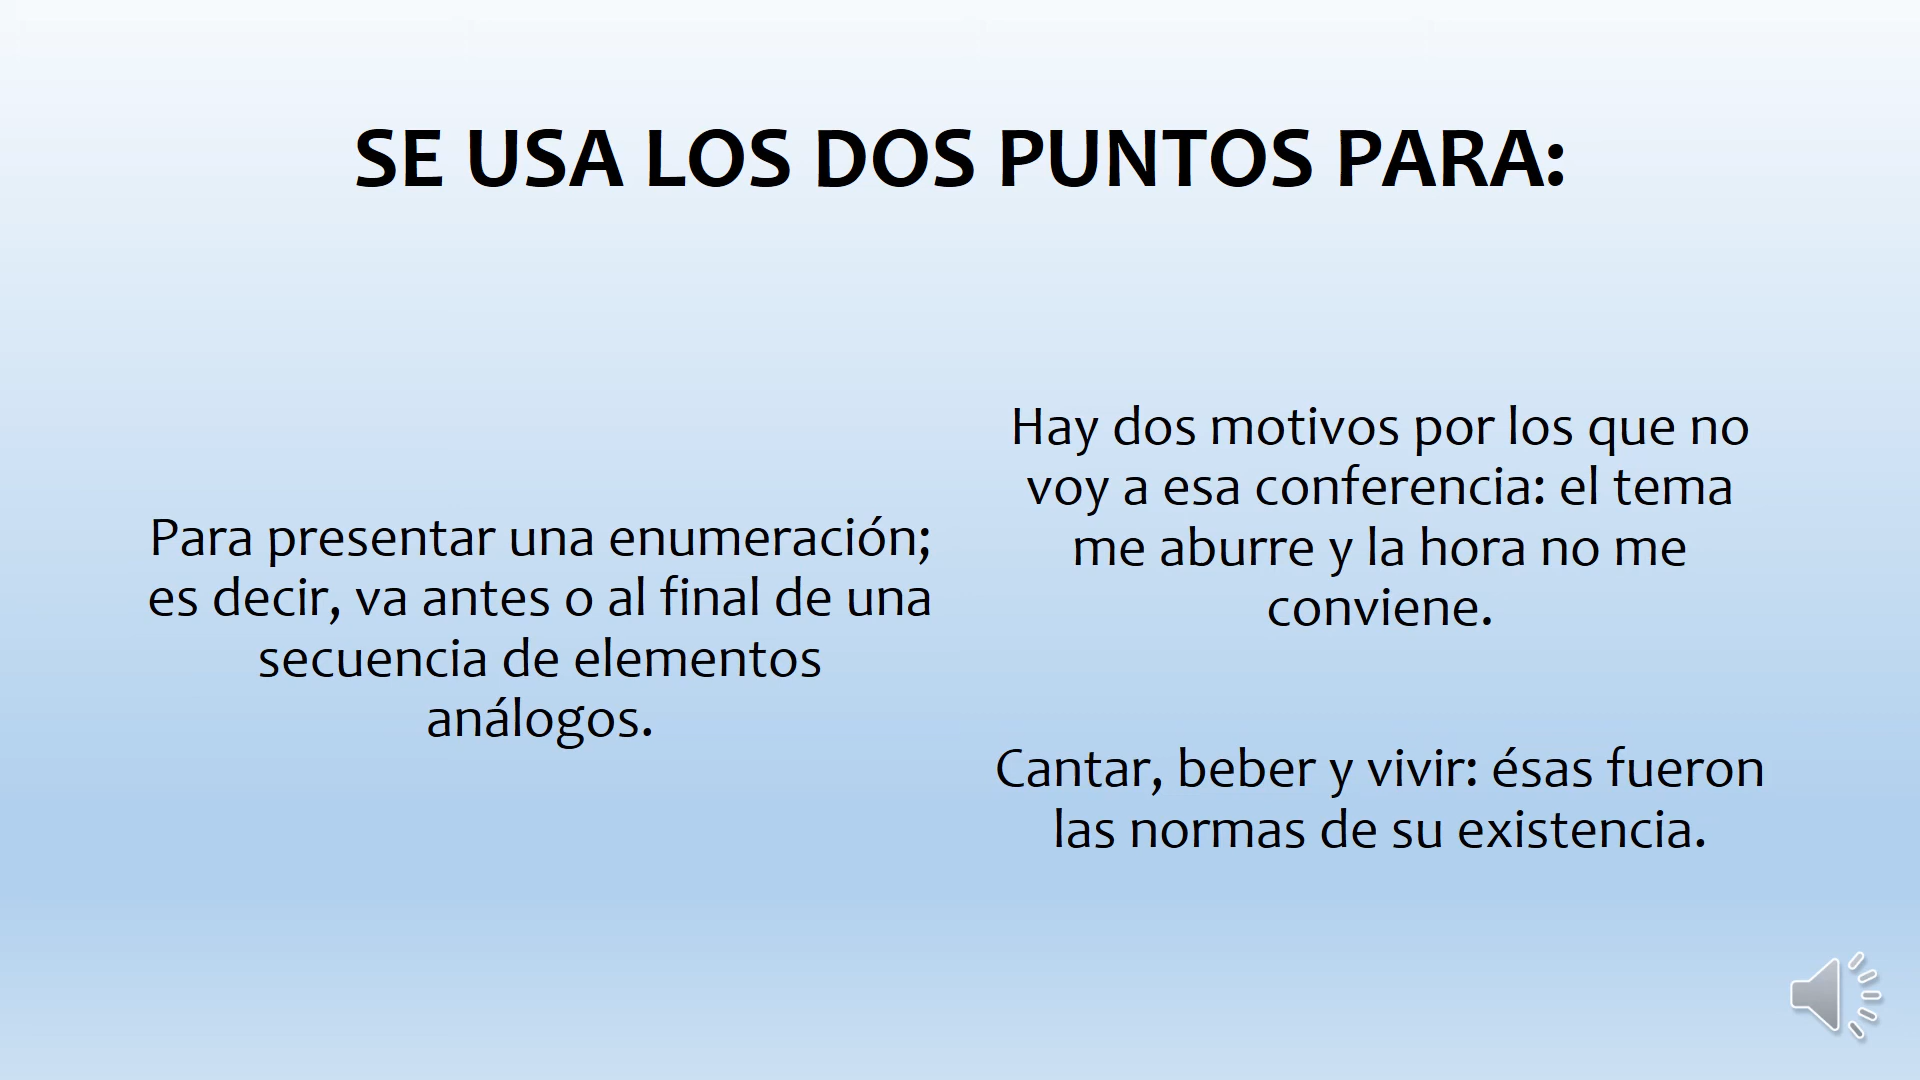 SE USA LOS DOS PUNTOS PARA:
Para presentar una enumeración;
es decir, va antes o al final de una
secuencia de elementos
análogos.
Hay dos motivos por los que no
voy a esa conferencia: el tema
me aburre y la hora no me
conviene.
Cantar, beber y vivir: ésas fueron
las normas de su existencia.